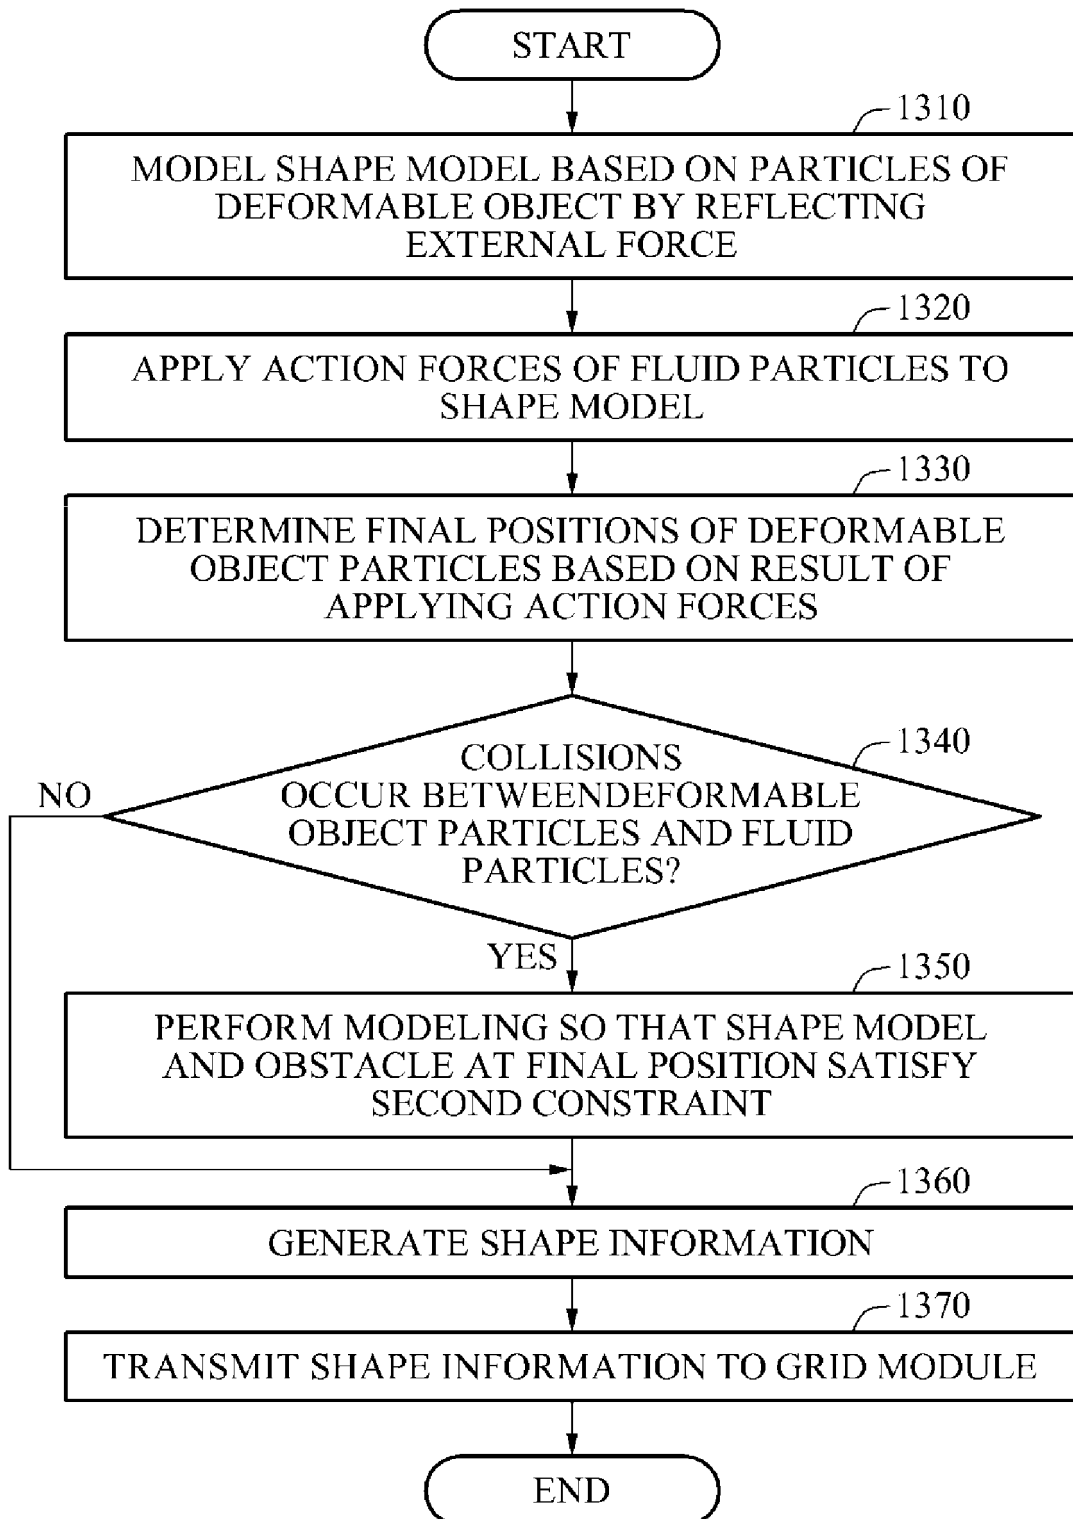 START
1310
MODEL SHAPE MODEL BASED ON PARTICLES OF
DEFORMABLE OBJECT BY REFLECTING
EXTERNAL FORCE
1320
APPLY ACTION FORCES OF FLUID PARTICLES TO
SHAPE MODEL
1330
DETERMINE FINAL POSITIONS OF DEFORMABLE
OBJECT PARTICLES BASED ON RESULT OF
APPLYING ACTION FORCES
1340
COLLISIONS
OCCUR BETWEENDEFORMABLE
OBJECT PARTICLES AND FLUID
PARTICLES?
NO
YES
1350
PERFORM MODELING SO THAT SHAPE MODEL
AND OBSTACLE AT FINAL POSITION SATISFY
SECOND CONSTRAINT
1360
GENERATE SHAPE INFORMATION
1370
TRANSMIT SHAPE INFORMATION TO GRID MODULE
END